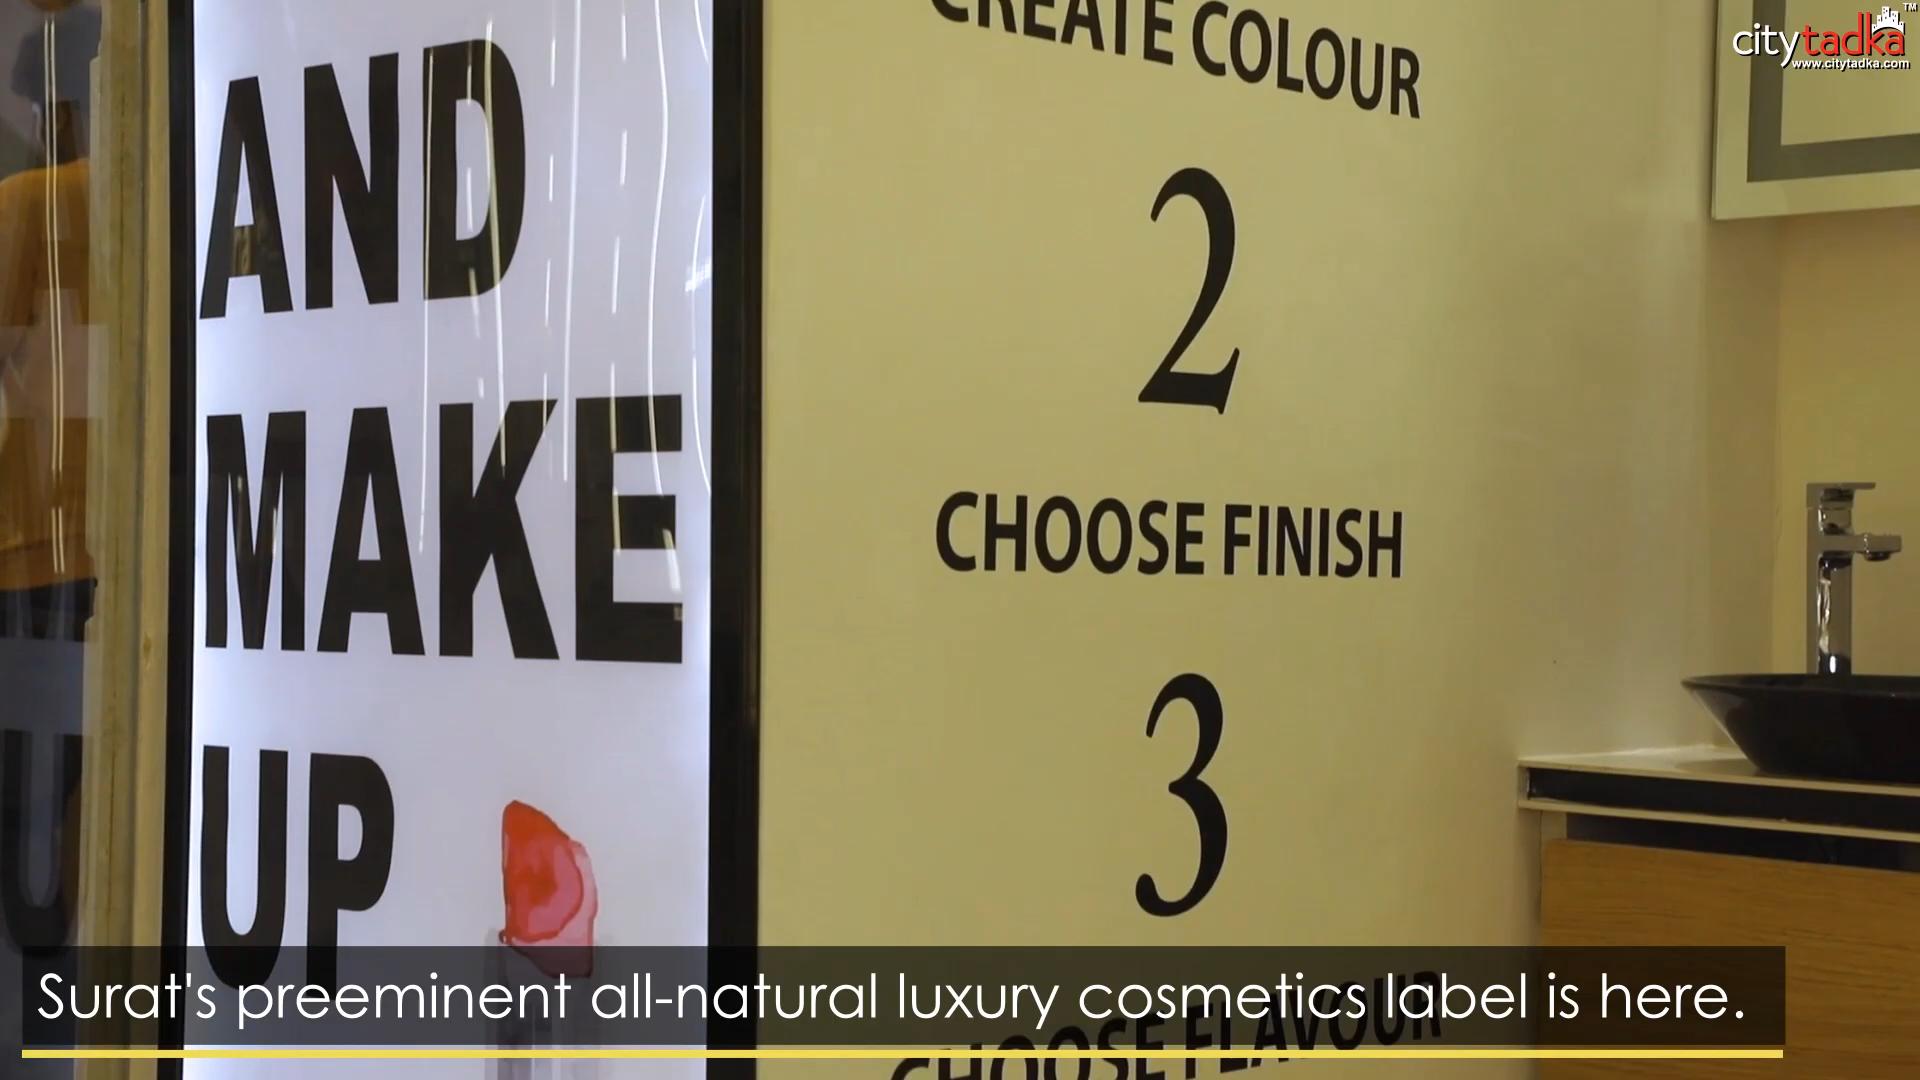 citytadka™
www.citytadka.com
AND
MAKE
UP
CREATE COLOUR
2
CHOOSE FINISH
3
CHOOSE FLAVOUR
Surat's preeminent all-natural luxury cosmetics label is here.